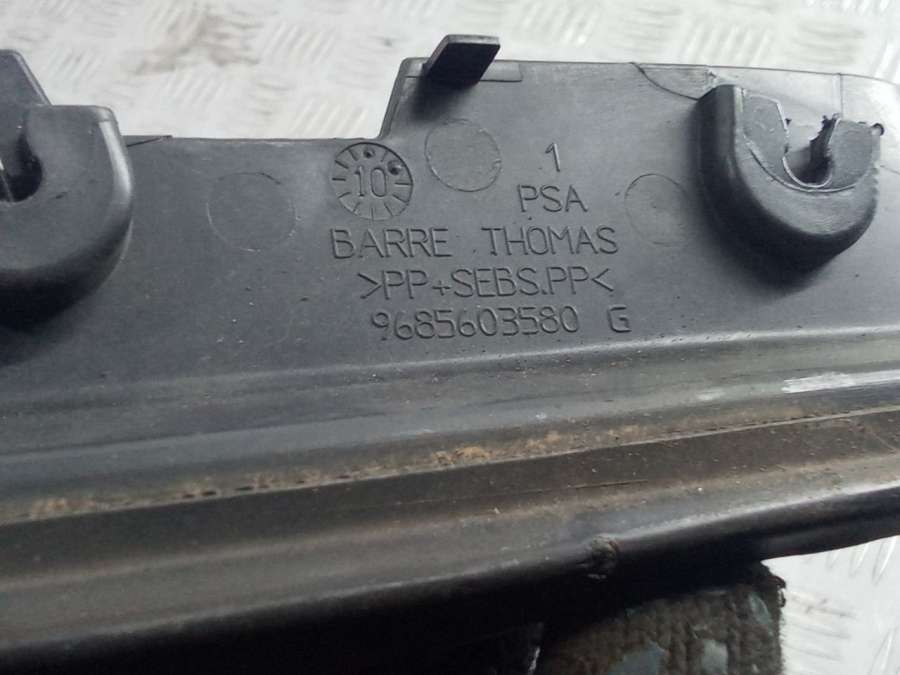 10
1
PSA
BARRE THOMAS
>PP+SEBS.PP<
9685603580 G